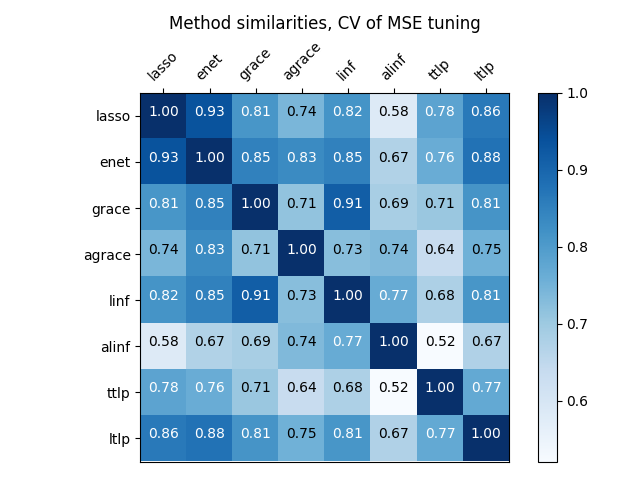 Method similarities, CV of MSE tuning
lasso enet grace agrace linf alinf ttlp ltlp
lasso 1.00 0.93 0.81 0.74 0.82 0.58 0.78 0.86
enet 0.93 1.00 0.85 0.83 0.85 0.67 0.76 0.88
grace 0.81 0.85 1.00 0.71 0.91 0.69 0.71 0.81
agrace 0.74 0.83 0.71 1.00 0.73 0.74 0.64 0.75
linf 0.82 0.85 0.91 0.73 1.00 0.77 0.68 0.81
alinf 0.58 0.67 0.69 0.74 0.77 1.00 0.52 0.67
ttlp 0.78 0.76 0.71 0.64 0.68 0.52 1.00 0.77
ltlp 0.86 0.88 0.81 0.75 0.81 0.67 0.77 1.00
1.0
0.9
0.8
0.7
0.6